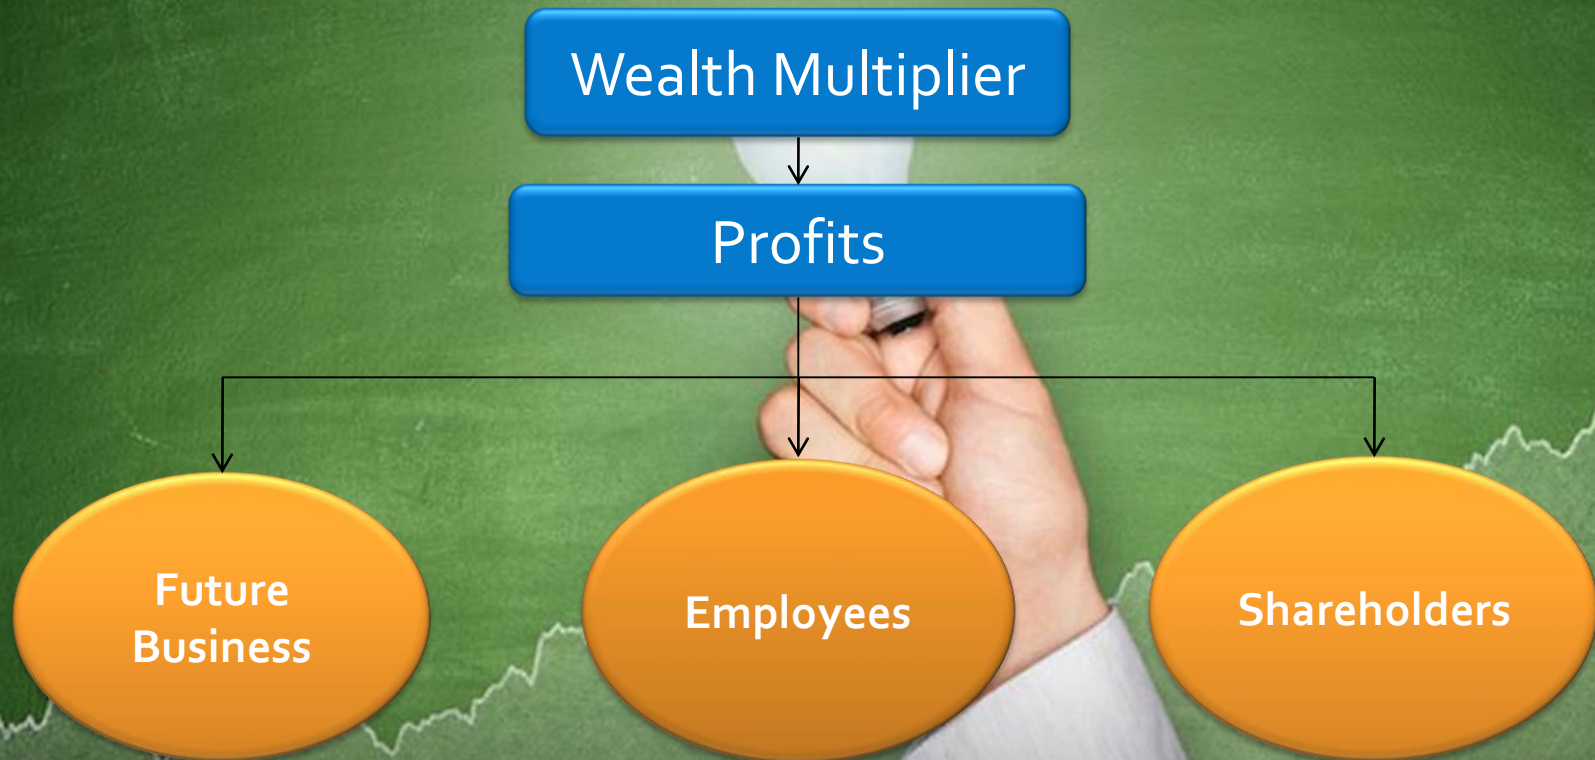 Wealth Multiplier
Profits
Future
Business
Employees
Shareholders